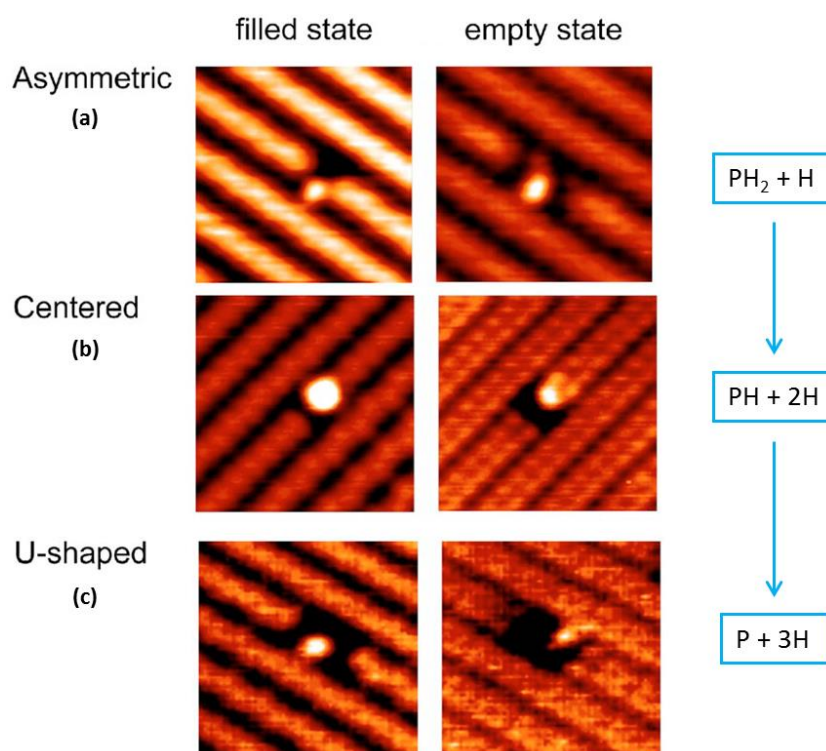 filled state empty state
Asymmetric
(a)
PH₂ + H
Centered
(b)
PH + 2H
U-shaped
(c)
P + 3H